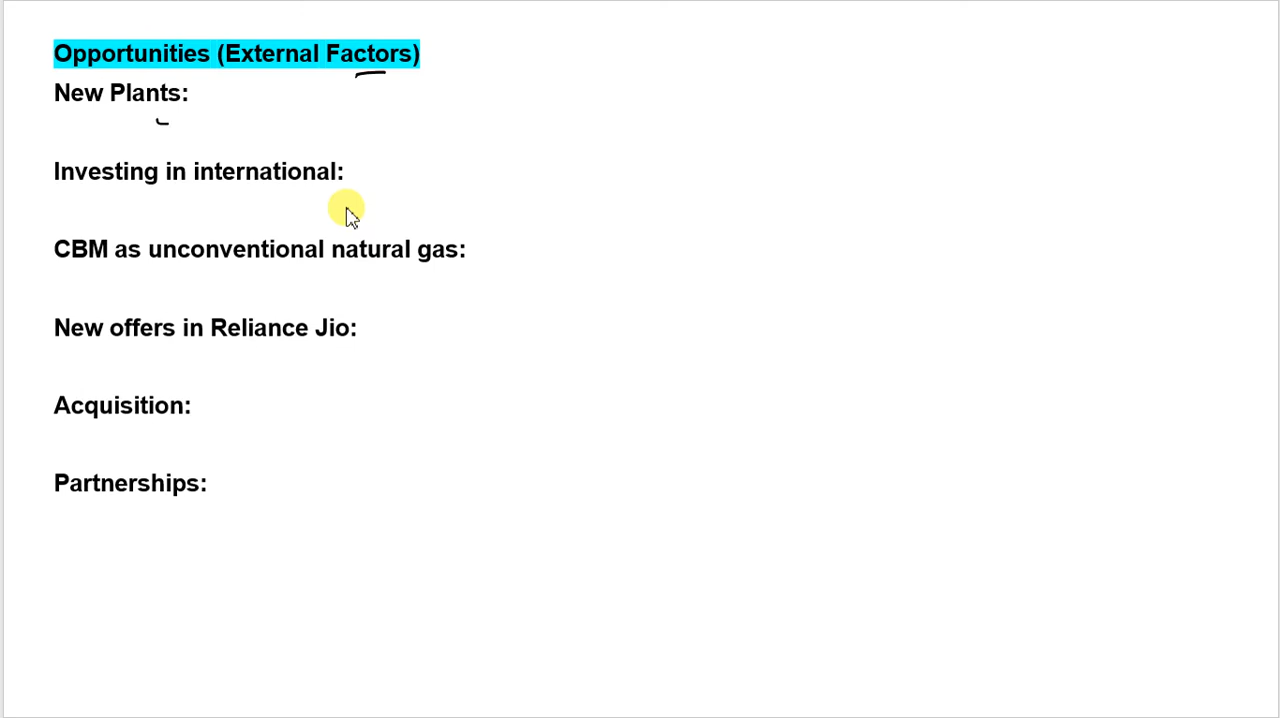 Opportunities (External Factors)
New Plants:
Investing in international:
CBM as unconventional natural gas:
New offers in Reliance Jio:
Acquisition:
Partnerships: